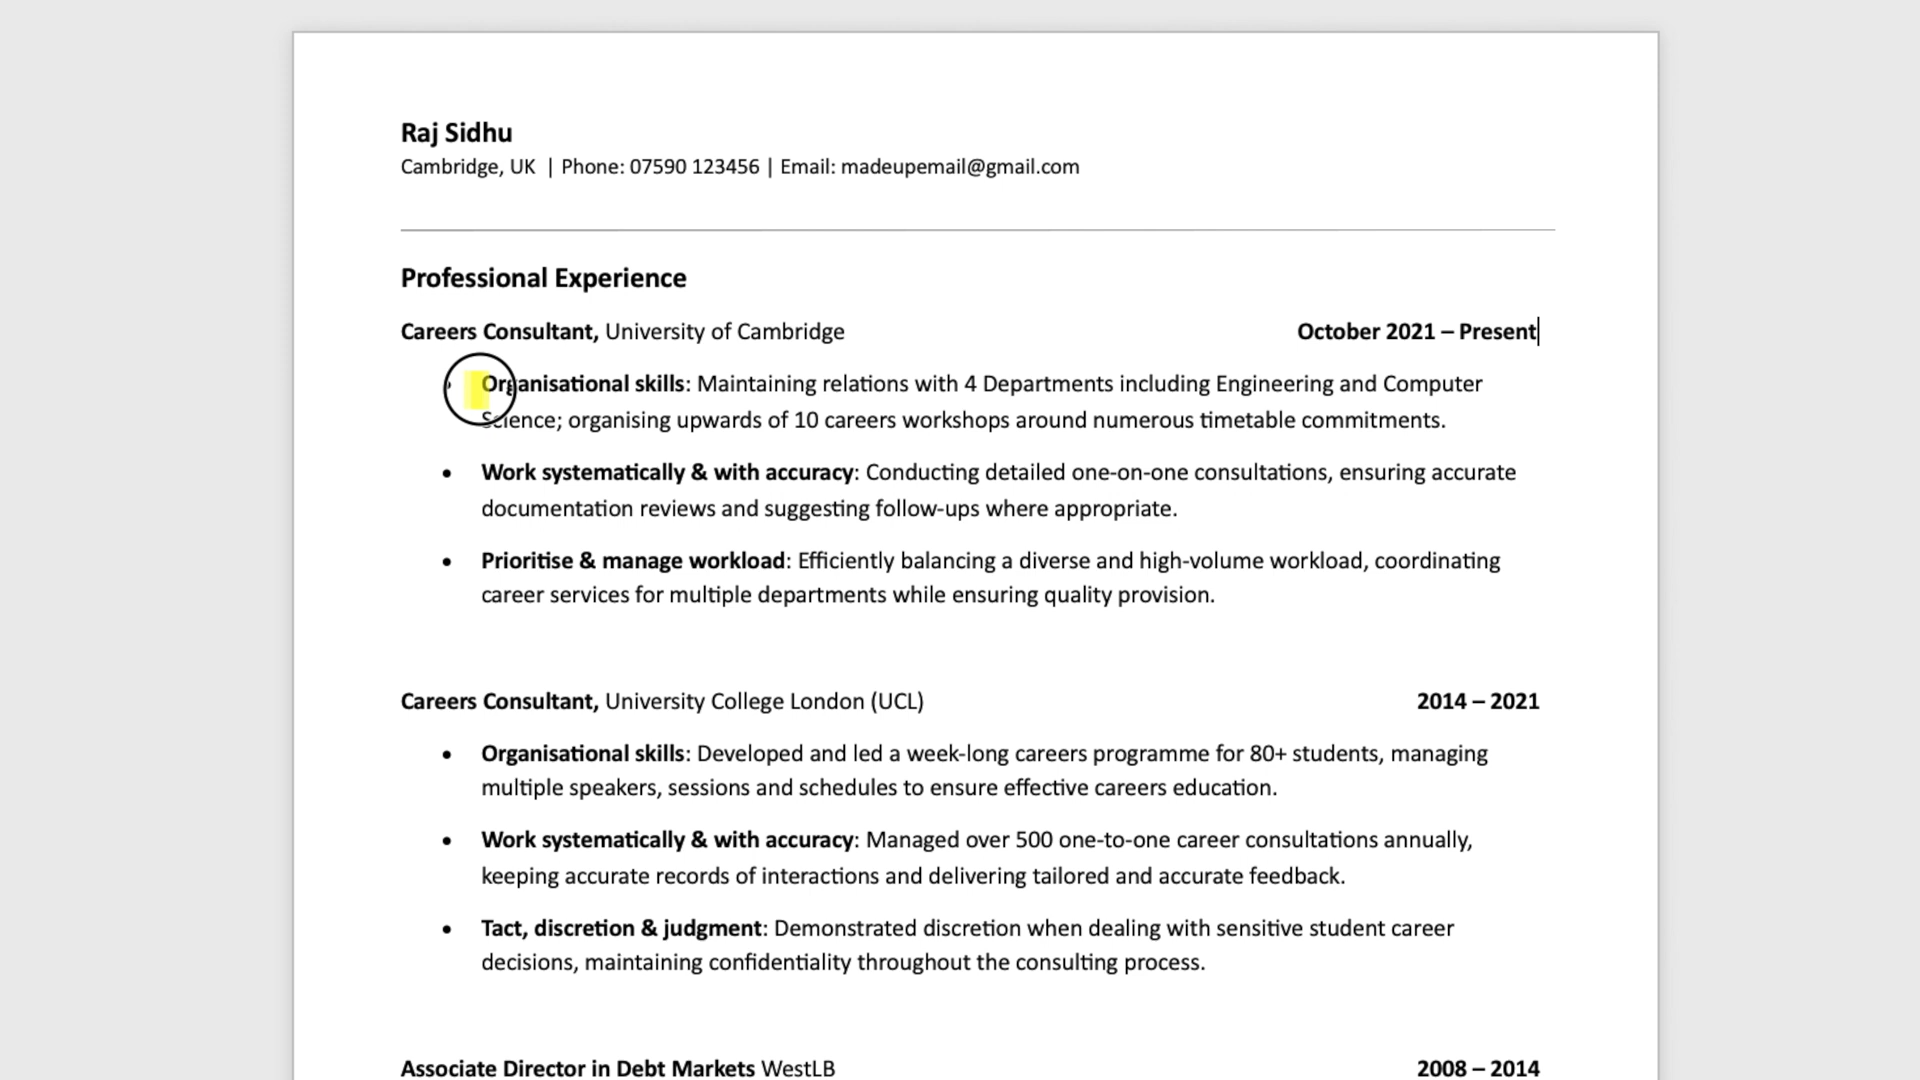 Raj Sidhu
Cambridge, UK | Phone: 07590 123456 | Email: madeupemail@gmail.com
Professional Experience
Careers Consultant, University of Cambridge October 2021 – Present
• Organisational skills: Maintaining relations with 4 Departments including Engineering and Computer
Science; organising upwards of 10 careers workshops around numerous timetable commitments.
• Work systematically & with accuracy: Conducting detailed one-on-one consultations, ensuring accurate
documentation reviews and suggesting follow-ups where appropriate.
• Prioritise & manage workload: Efficiently balancing a diverse and high-volume workload, coordinating
career services for multiple departments while ensuring quality provision.
Careers Consultant, University College London (UCL) 2014 – 2021
• Organisational skills: Developed and led a week-long careers programme for 80+ students, managing
multiple speakers, sessions and schedules to ensure effective careers education.
• Work systematically & with accuracy: Managed over 500 one-to-one career consultations annually,
keeping accurate records of interactions and delivering tailored and accurate feedback.
• Tact, discretion & judgment: Demonstrated discretion when dealing with sensitive student career
decisions, maintaining confidentiality throughout the consulting process.
Associate Director in Debt Markets WestLB 2008 – 2014